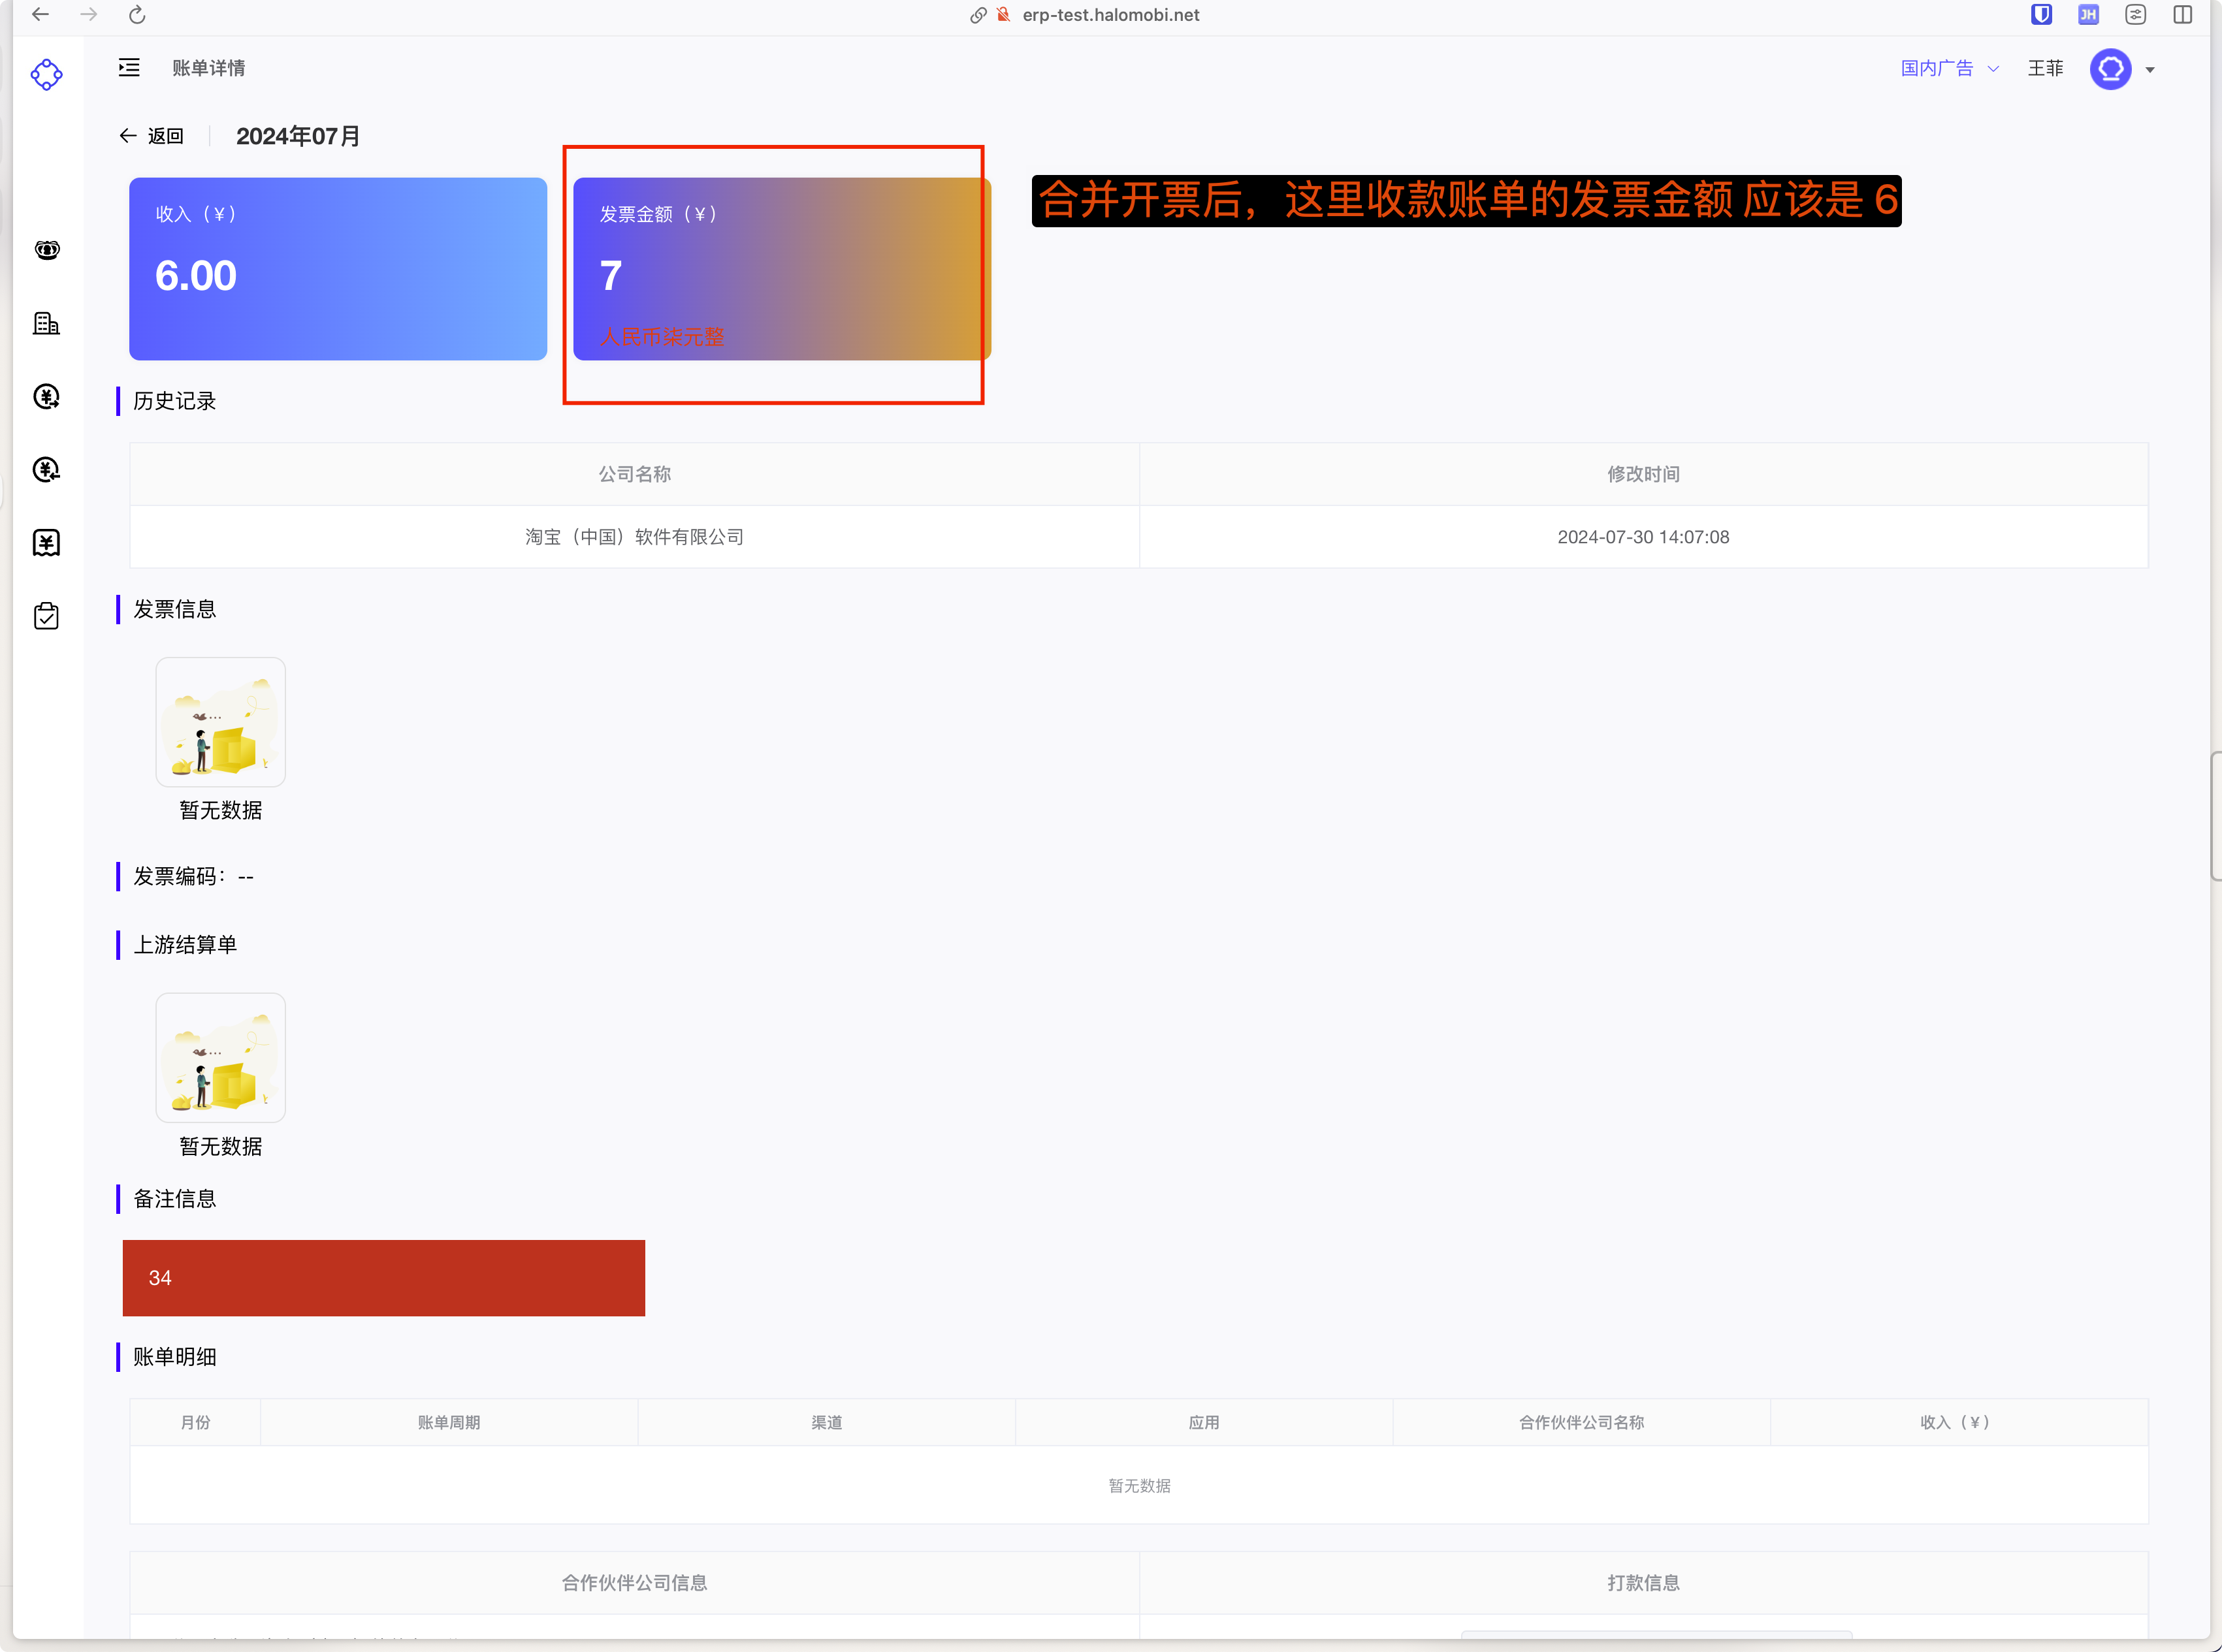 erp-test.halomobi.net
JH
账单详情
国内广告
王菲
返回
2024年07月
收入（¥）
6.00
发票金额（¥）
7
人民币柒元整
合并开票后，这里收款账单的发票金额 应该是 6
历史记录
公司名称
修改时间
淘宝（中国）软件有限公司
2024-07-30 14:07:08
发票信息
暂无数据
发票编码：--
上游结算单
暂无数据
备注信息
34
账单明细
月份
账单周期
渠道
应用
合作伙伴公司名称
收入（¥）
暂无数据
合作伙伴公司信息
打款信息